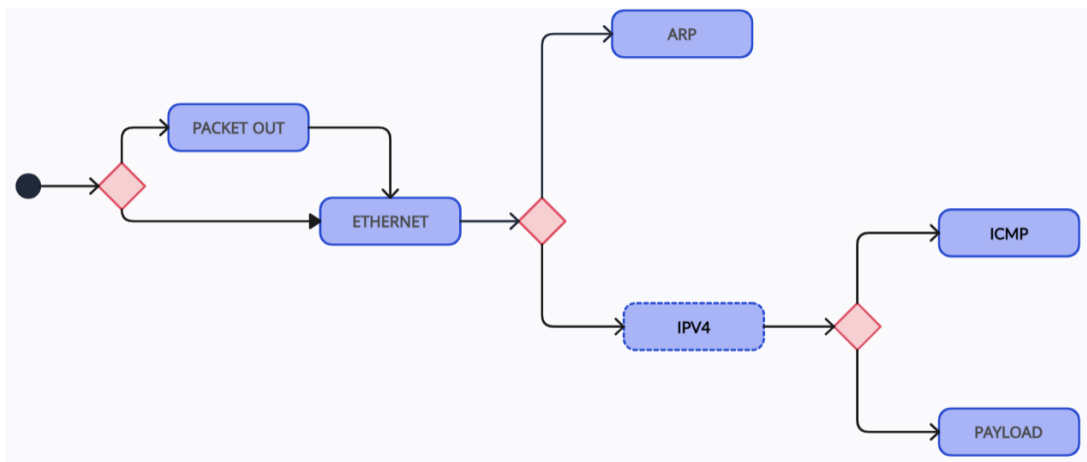 ARP
PACKET OUT
ETHERNET
ICMP
IPV4
PAYLOAD